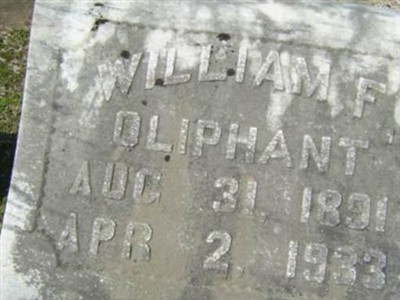 WILLIAM F
OLIPHANT
AUG 31, 1891
APR 2, 1933